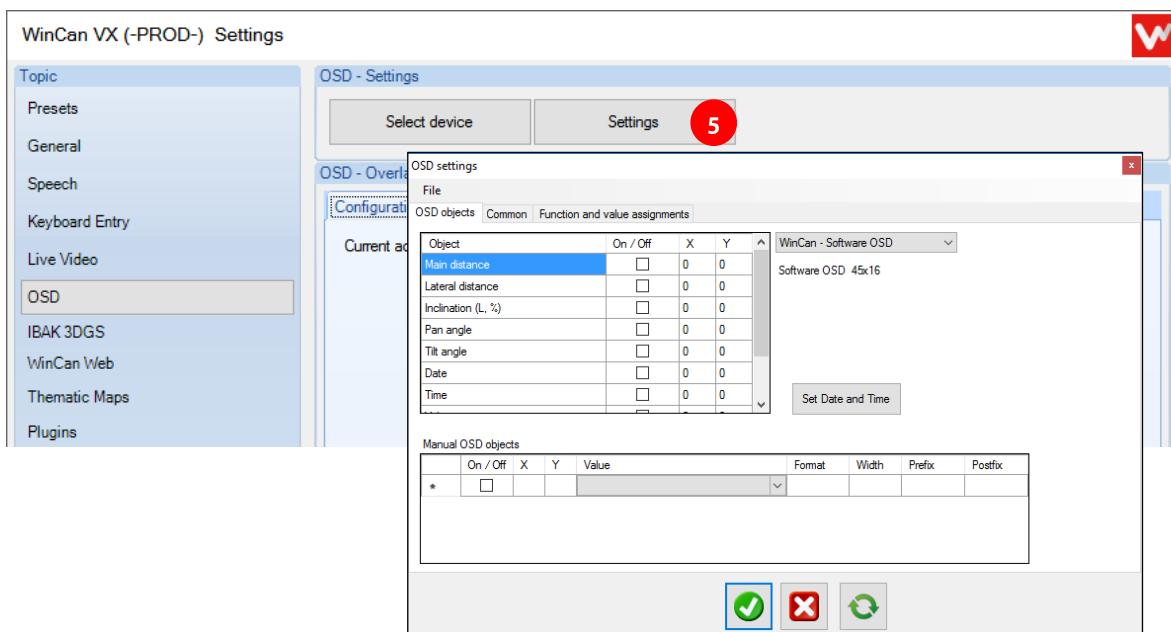 WinCan VX (-PROD-) Settings
Topic
Presets
General
Speech
Keyboard Entry
Live Video
OSD
IBAK 3DGS
WinCan Web
Thematic Maps
Plugins
OSD - Settings
Select device
Settings
5
OSD - Overla
Configurati
Current ac
OSD settings
x
File
OSD objects Common Function and value assignments
Object On / Off X Y
Main distance 0 0
Lateral distance 0 0
Inclination (L, %) 0 0
Pan angle 0 0
Tilt angle 0 0
Date 0 0
Time 0 0
WinCan - Software OSD
Software OSD 45x16
Set Date and Time
Manual OSD objects
On / Off X Y Value Format Width Prefix Postfix
*